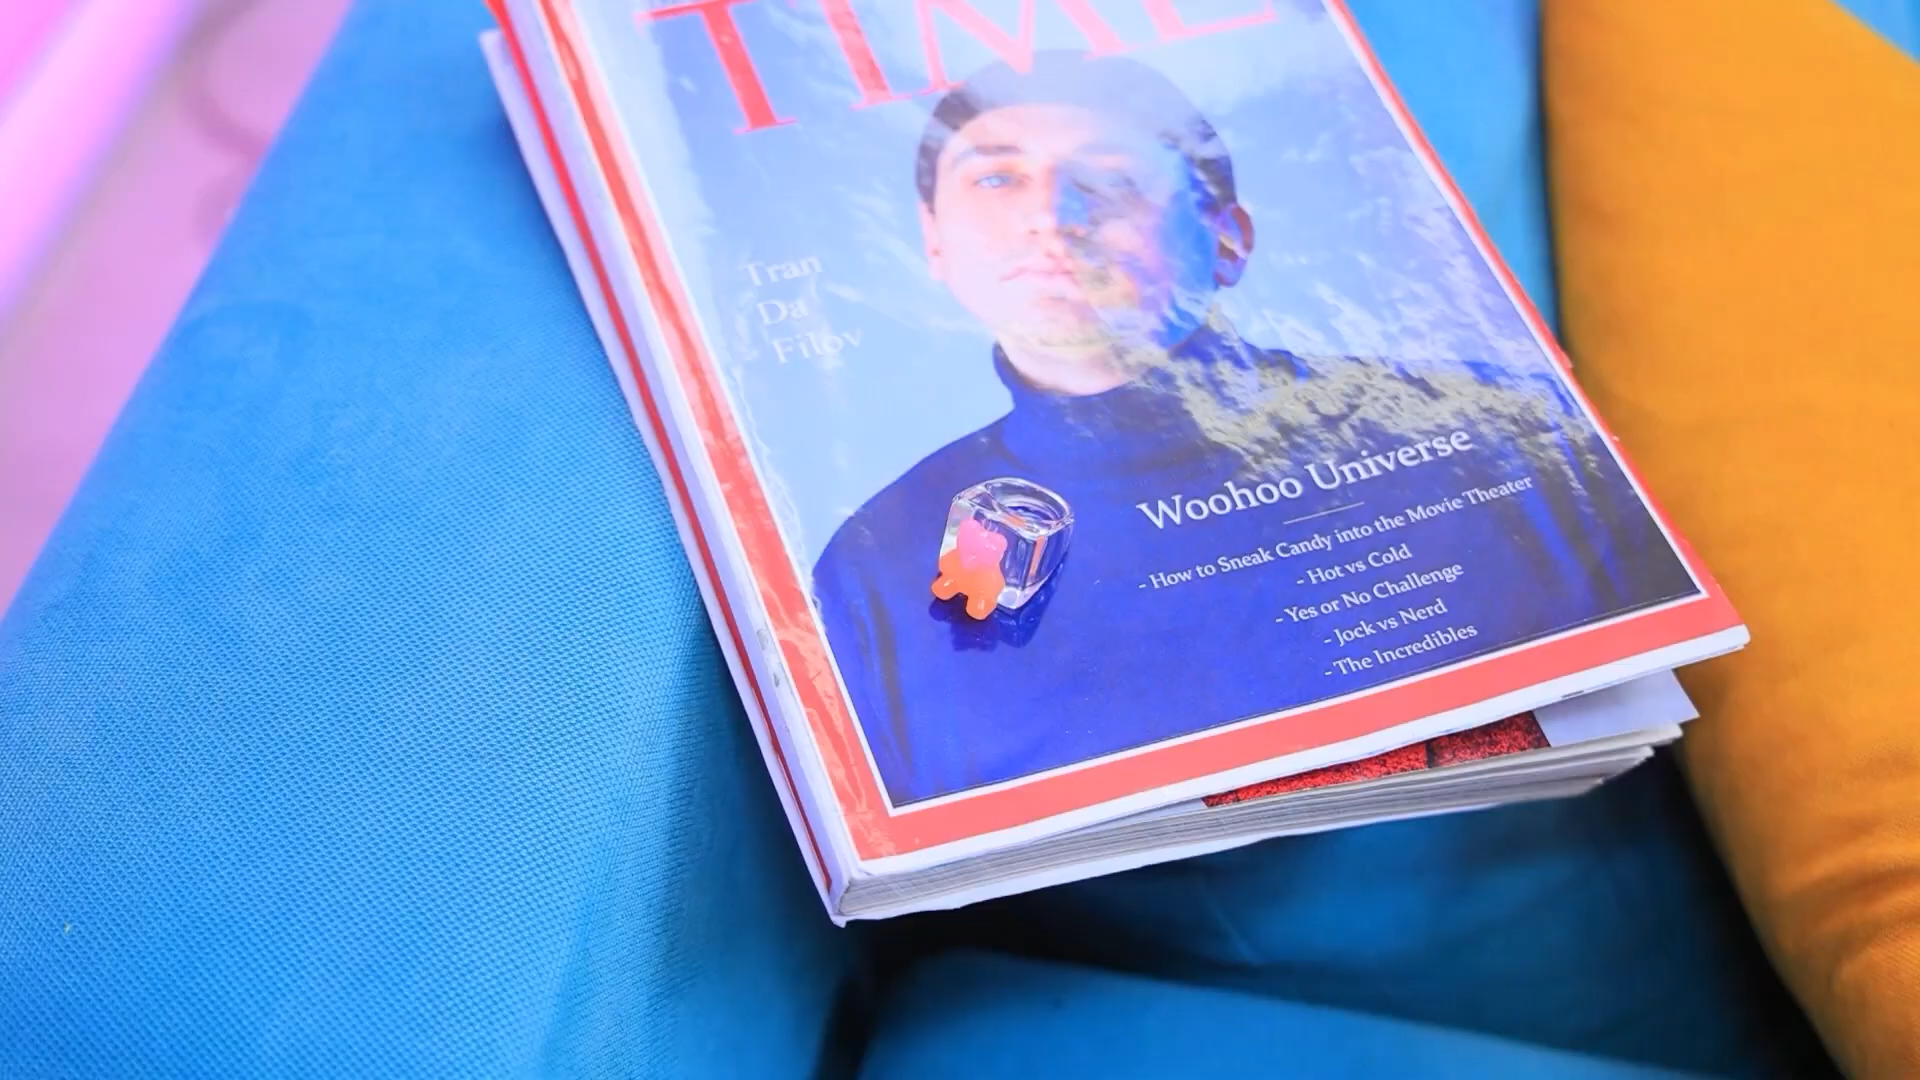 TIME
Tran
Da
Filov
Woohoo Universe
- How to Sneak Candy into the Movie Theater
- Hot vs Cold
- Yes or No Challenge
- Jock vs Nerd
- The Incredibles